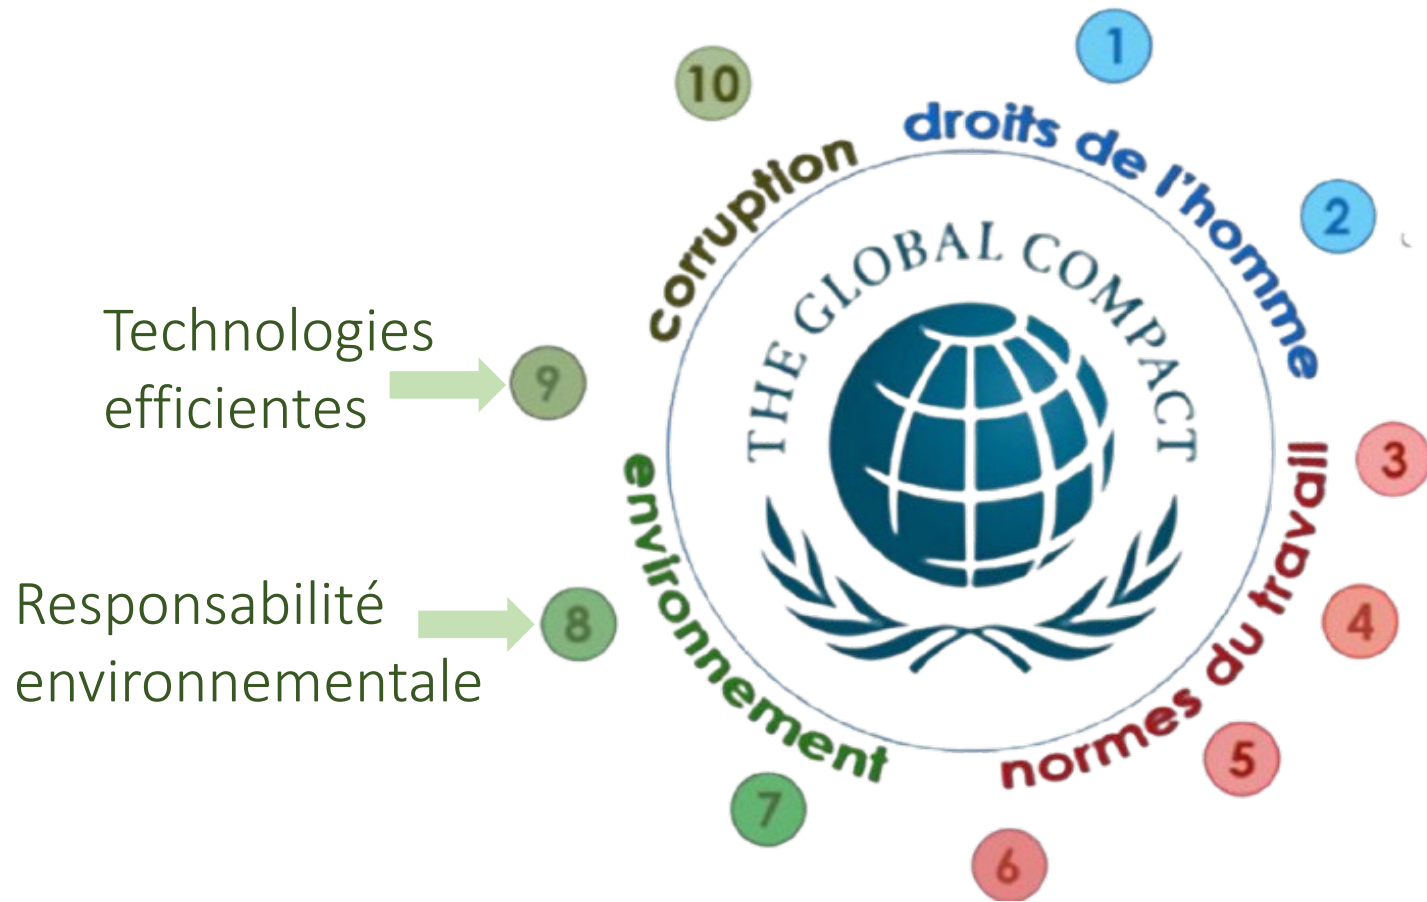 10
1
droits de l'homme
corruption
2
THE GLOBAL COMPACT
Technologies
efficientes
9
3
normes du travail
environnement
Responsabilité
environnementale
8
4
5
7
6